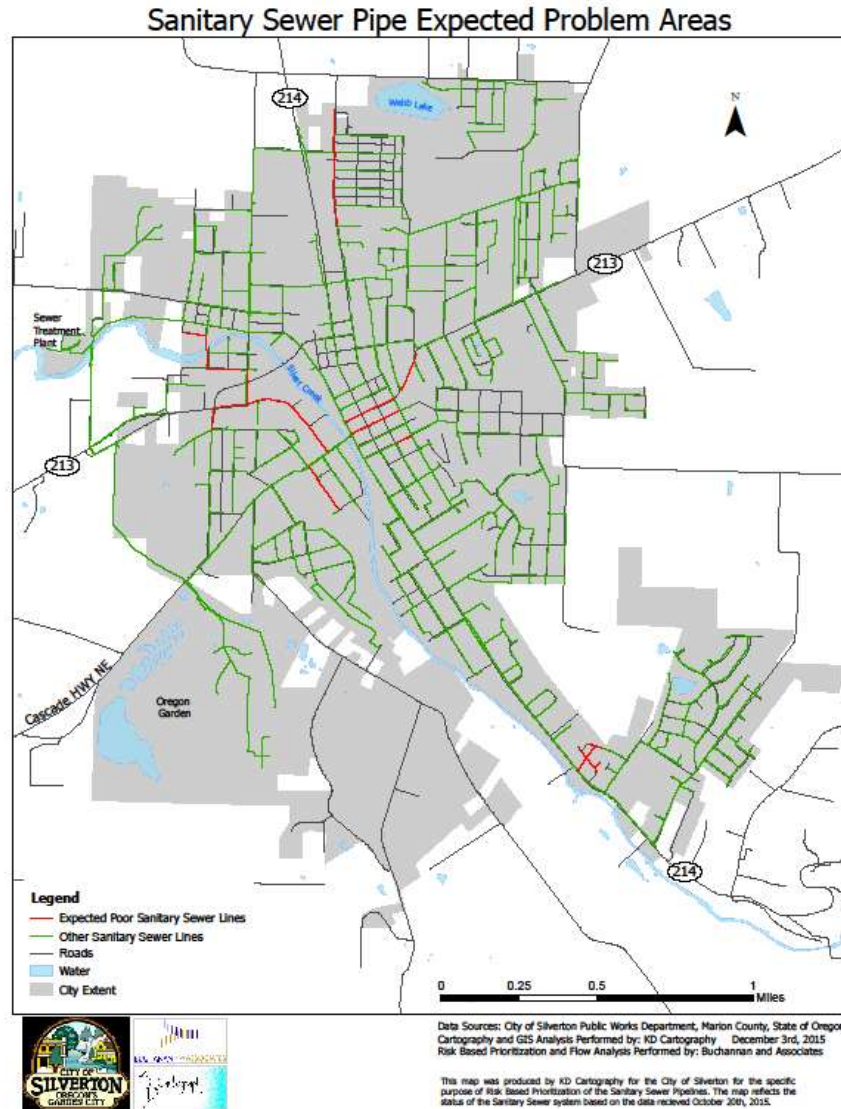 Sanitary Sewer Pipe Expected Problem Areas
214
Webb Lake
N
213
Sewer
Treatment
Plant
Silver Creek
213
Cascade HWY NE
Oregon
Garden
214
Legend
Expected Poor Sanitary Sewer Lines
Other Sanitary Sewer Lines
Roads
Water
City Extent
0 0.25 0.5 1
Miles
CITY OF
SILVERTON
OREGON'S
GARDEN CITY
Data Sources: City of Silverton Public Works Department, Marion County, State of Oregon
Cartography and GIS Analysis Performed by: KD Cartography December 3rd, 2015
Risk Based Prioritization and Flow Analysis Performed by: Buchannan and Associates
This map was produced by KD Cartography for the City of Silverton for the specific
purpose of Risk Based Prioritization of the Sanitary Sewer Pipelines. The map reflects
status of the Sanitary Sewer system based on the data recieved October 20th, 2015.